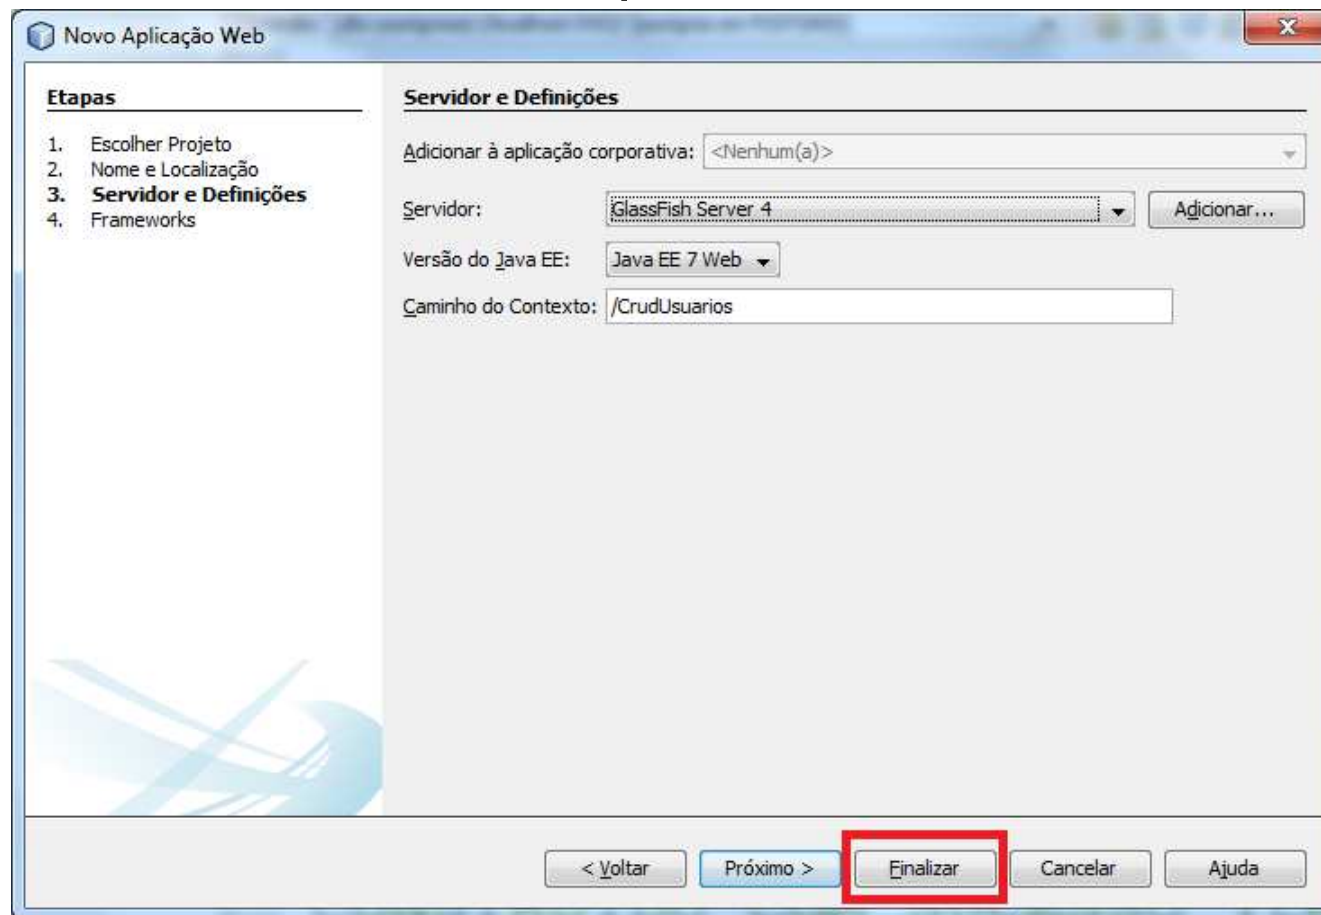 Novo Aplicação Web
Etapas
1. Escolher Projeto
2. Nome e Localização
3. Servidor e Definições
4. Frameworks
Servidor e Definições
Adicionar à aplicação corporativa: <Nenhum(a)>
Servidor: GlassFish Server 4 Adicionar...
Versão do Java EE: Java EE 7 Web
Caminho do Contexto: /CrudUsuarios
< Voltar Próximo > Finalizar Cancelar Ajuda